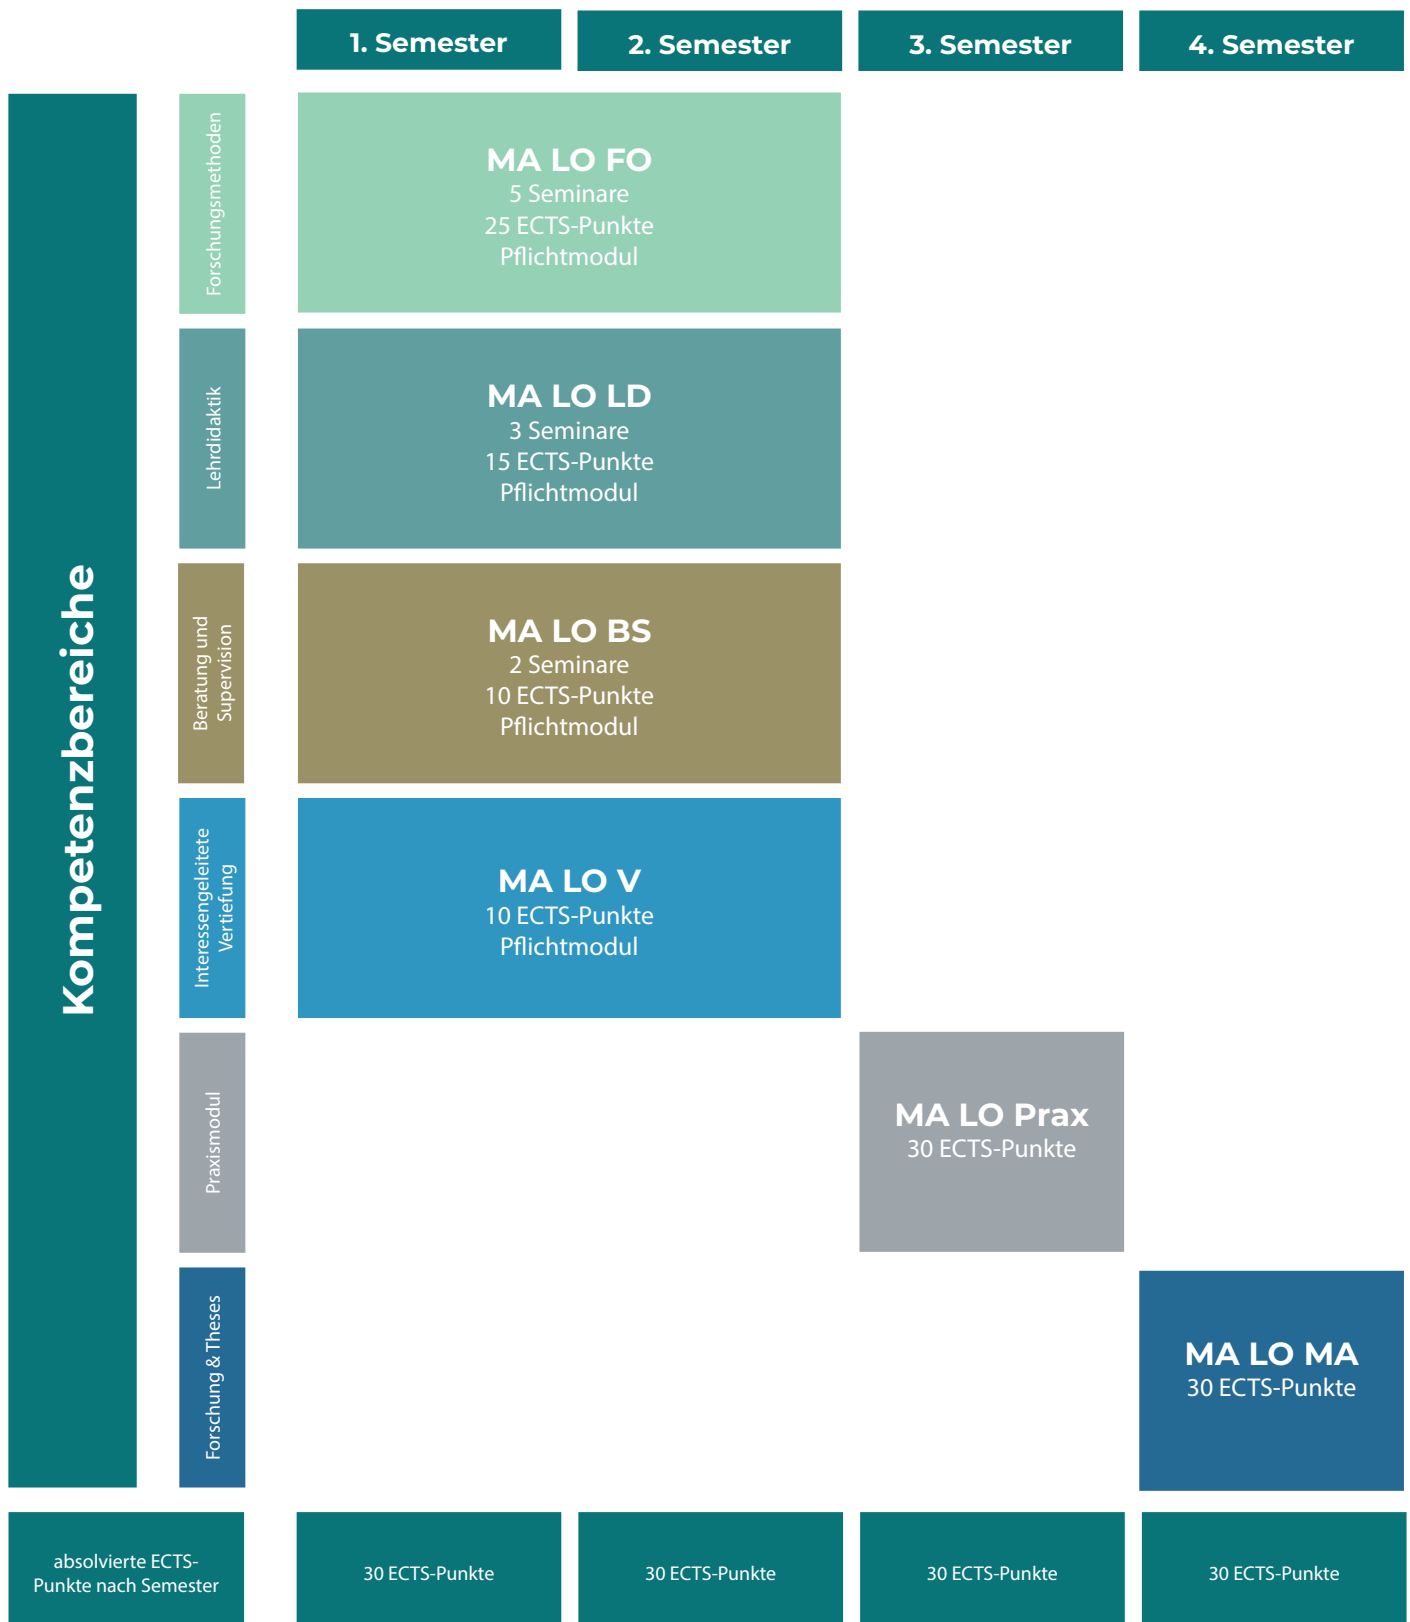 1. Semester
2. Semester
3. Semester
4. Semester
Kompetenzbereiche
Forschungsmethoden
MA LO FO
5 Seminare
25 ECTS-Punkte
Pflichtmodul
Lehrdidaktik
MA LO LD
3 Seminare
15 ECTS-Punkte
Pflichtmodul
Beratung und
Supervision
MA LO BS
2 Seminare
10 ECTS-Punkte
Pflichtmodul
Interessengeleitete
Vertiefung
MA LO V
10 ECTS-Punkte
Pflichtmodul
Praxismodul
MA LO Prax
30 ECTS-Punkte
Forschung & Theses
MA LO MA
30 ECTS-Punkte
absolvierte ECTS-
Punkte nach Semester
30 ECTS-Punkte
30 ECTS-Punkte
30 ECTS-Punkte
30 ECTS-Punkte